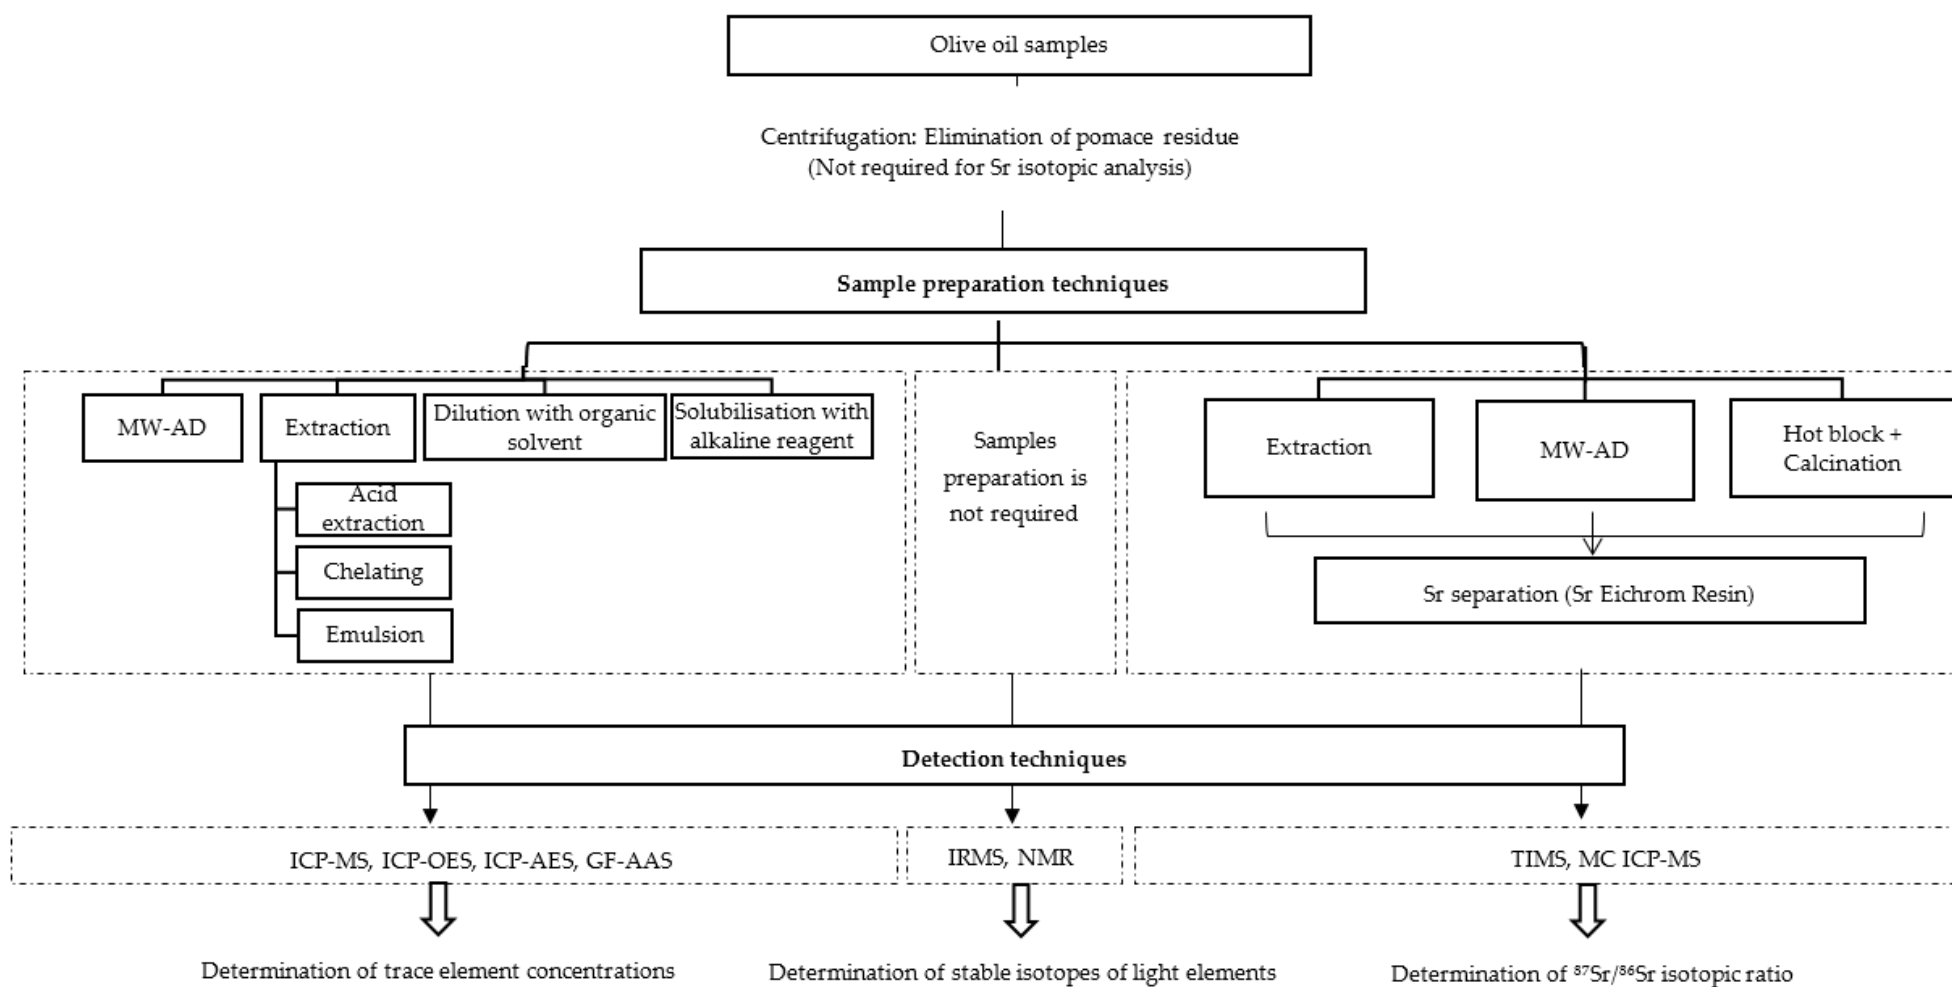 Olive oil samples
Centrifugation: Elimination of pomace residue
(Not required for Sr isotopic analysis)
Sample preparation techniques
MW-AD
Extraction
Dilution with organic
solvent
Solubilisation with
alkaline reagent
Acid
extraction
Chelating
Emulsion
Samples
preparation is
not required
Extraction
MW-AD
Hot block +
Calcination
Sr separation (Sr Eichrom Resin)
Detection techniques
ICP-MS, ICP-OES, ICP-AES, GF-AAS
IRMS, NMR
TIMS, MC ICP-MS
Determination of trace element concentrations
Determination of stable isotopes of light elements
Determination of ⁸⁷Sr/⁸⁶Sr isotopic ratio